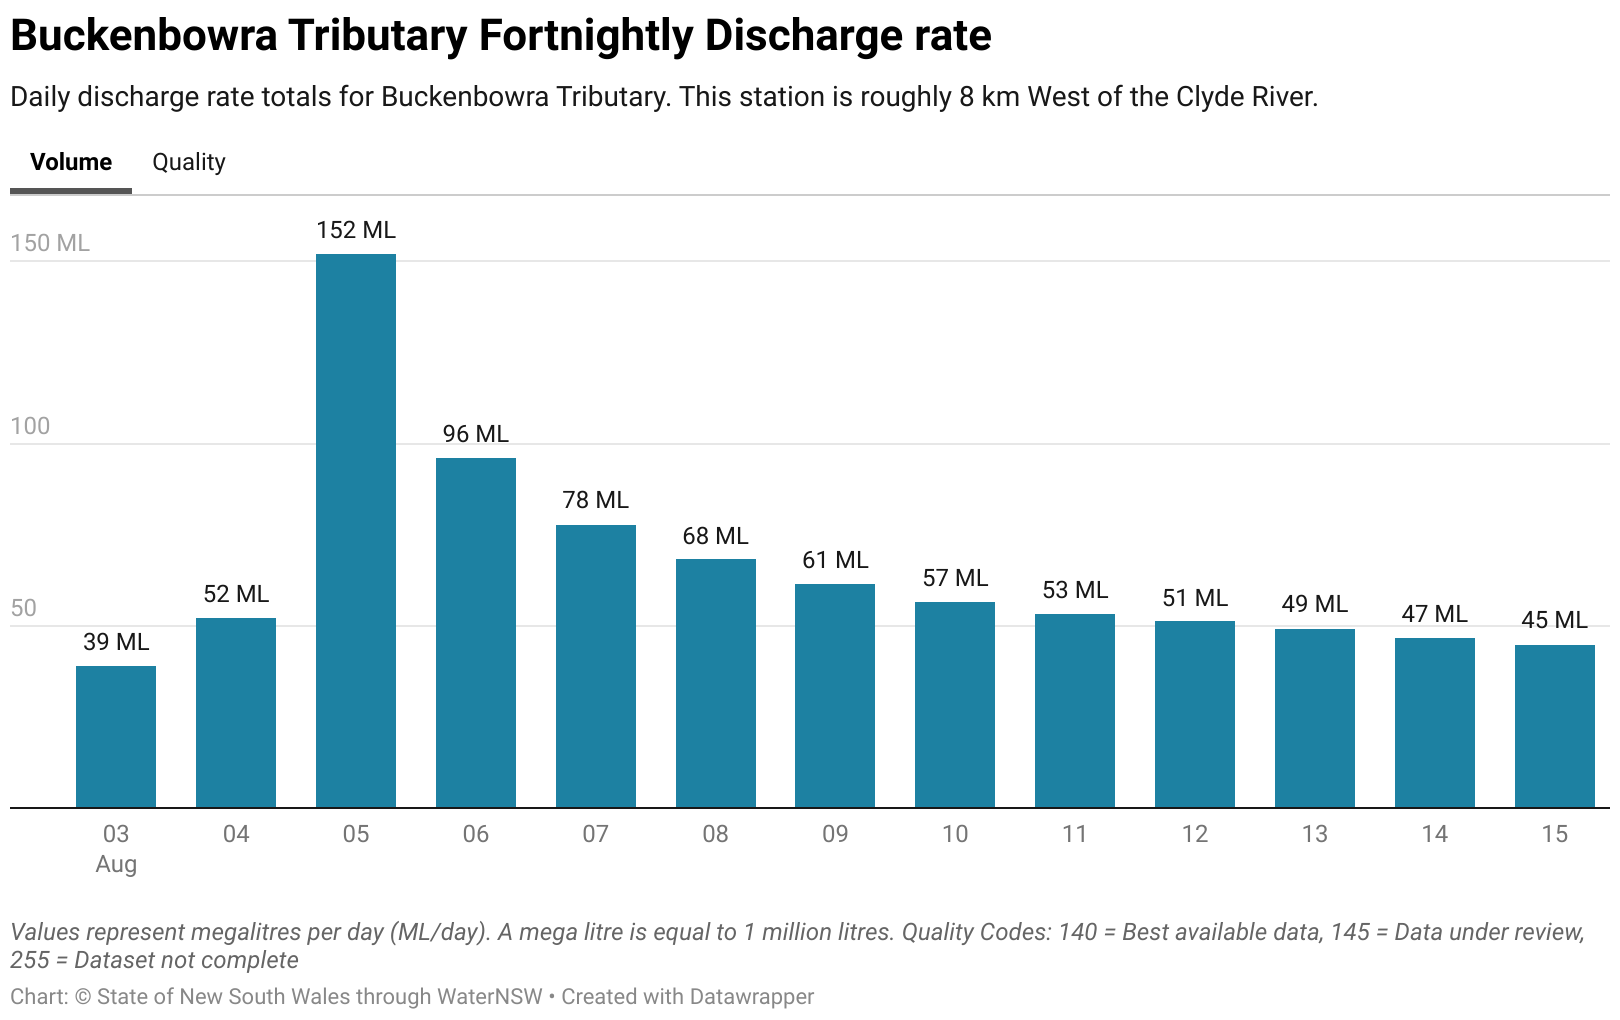 Buckenbowra Tributary Fortnightly Discharge rate
Daily discharge rate totals for Buckenbowra Tributary. This station is roughly 8 km West of the Clyde River.
Volume Quality
152 ML
150 ML
100
96 ML
78 ML
68 ML
61 ML
57 ML
53 ML
51 ML
49 ML
47 ML
45 ML
52 ML
50
39 ML
03 04 05 06 07 08 09 10 11 12 13 14 15
Aug
Values represent megalitres per day (ML/day). A mega litre is equal to 1 million litres. Quality Codes: 140 = Best available data, 145 = Data under review,
255 = Dataset not complete
Chart: © State of New South Wales through WaterNSW • Created with Datawrapper